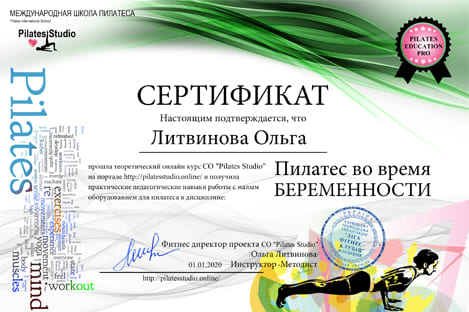 МЕЖДУНАРОДНАЯ ШКОЛА ПИЛАТЕСА
Pilates International School
Pilates Studio
PILATES
EDUCATION
PRO
СЕРТИФИКАТ
Настоящим подтверждается, что
Литвинова Ольга
прошла теоретический онлайн курс СО "Pilates Studio"
на портале http://pilatesstudio.online/ и получила
практические педагогические навыки работы с малым
оборудованием для пилатеса в дисциплине:
Пилатес во время
БЕРЕМЕННОСТИ
Pilates
exercises
mind
workout
muscles
Фитнес директор проекта СО "Pilates Studio"
Ольга Литвинова
01.01.2020 Инструктор -Методист
http://pilatesstudio.online/
ЛІГА
ФІТНЕС
КЛУБІВ